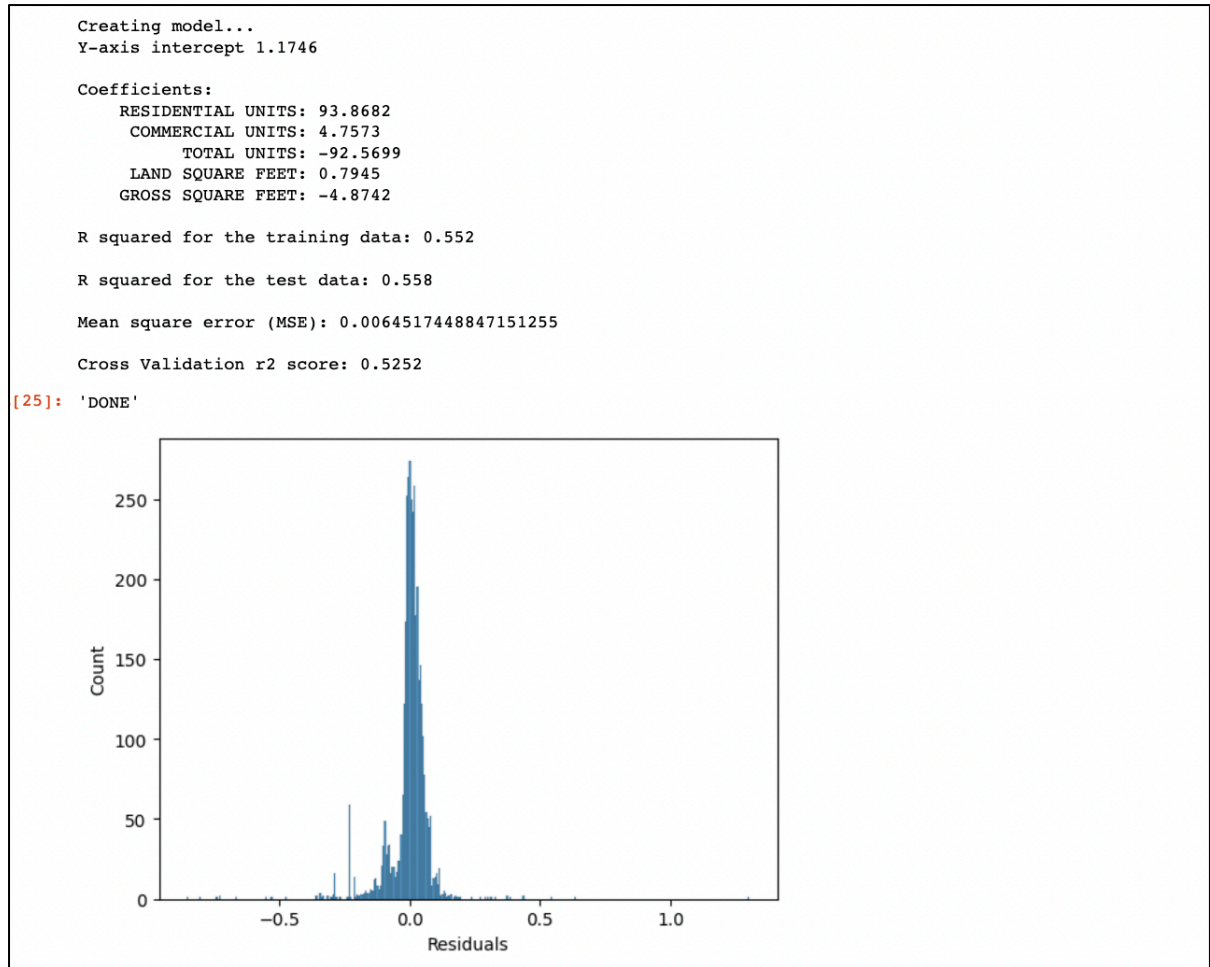 Creating model...
Y-axis intercept 1.1746
Coefficients:
RESIDENTIAL UNITS: 93.8682
COMMERCIAL UNITS: 4.7573
TOTAL UNITS: -92.5699
LAND SQUARE FEET: 0.7945
GROSS SQUARE FEET: -4.8742
R squared for the training data: 0.552
R squared for the test data: 0.558
Mean square error (MSE): 0.0064517448847151255
Cross Validation r2 score: 0.5252
[25]: 'DONE'
250
200
150
100
50
0
Count
−0.5 0.0 0.5 1.0
Residuals